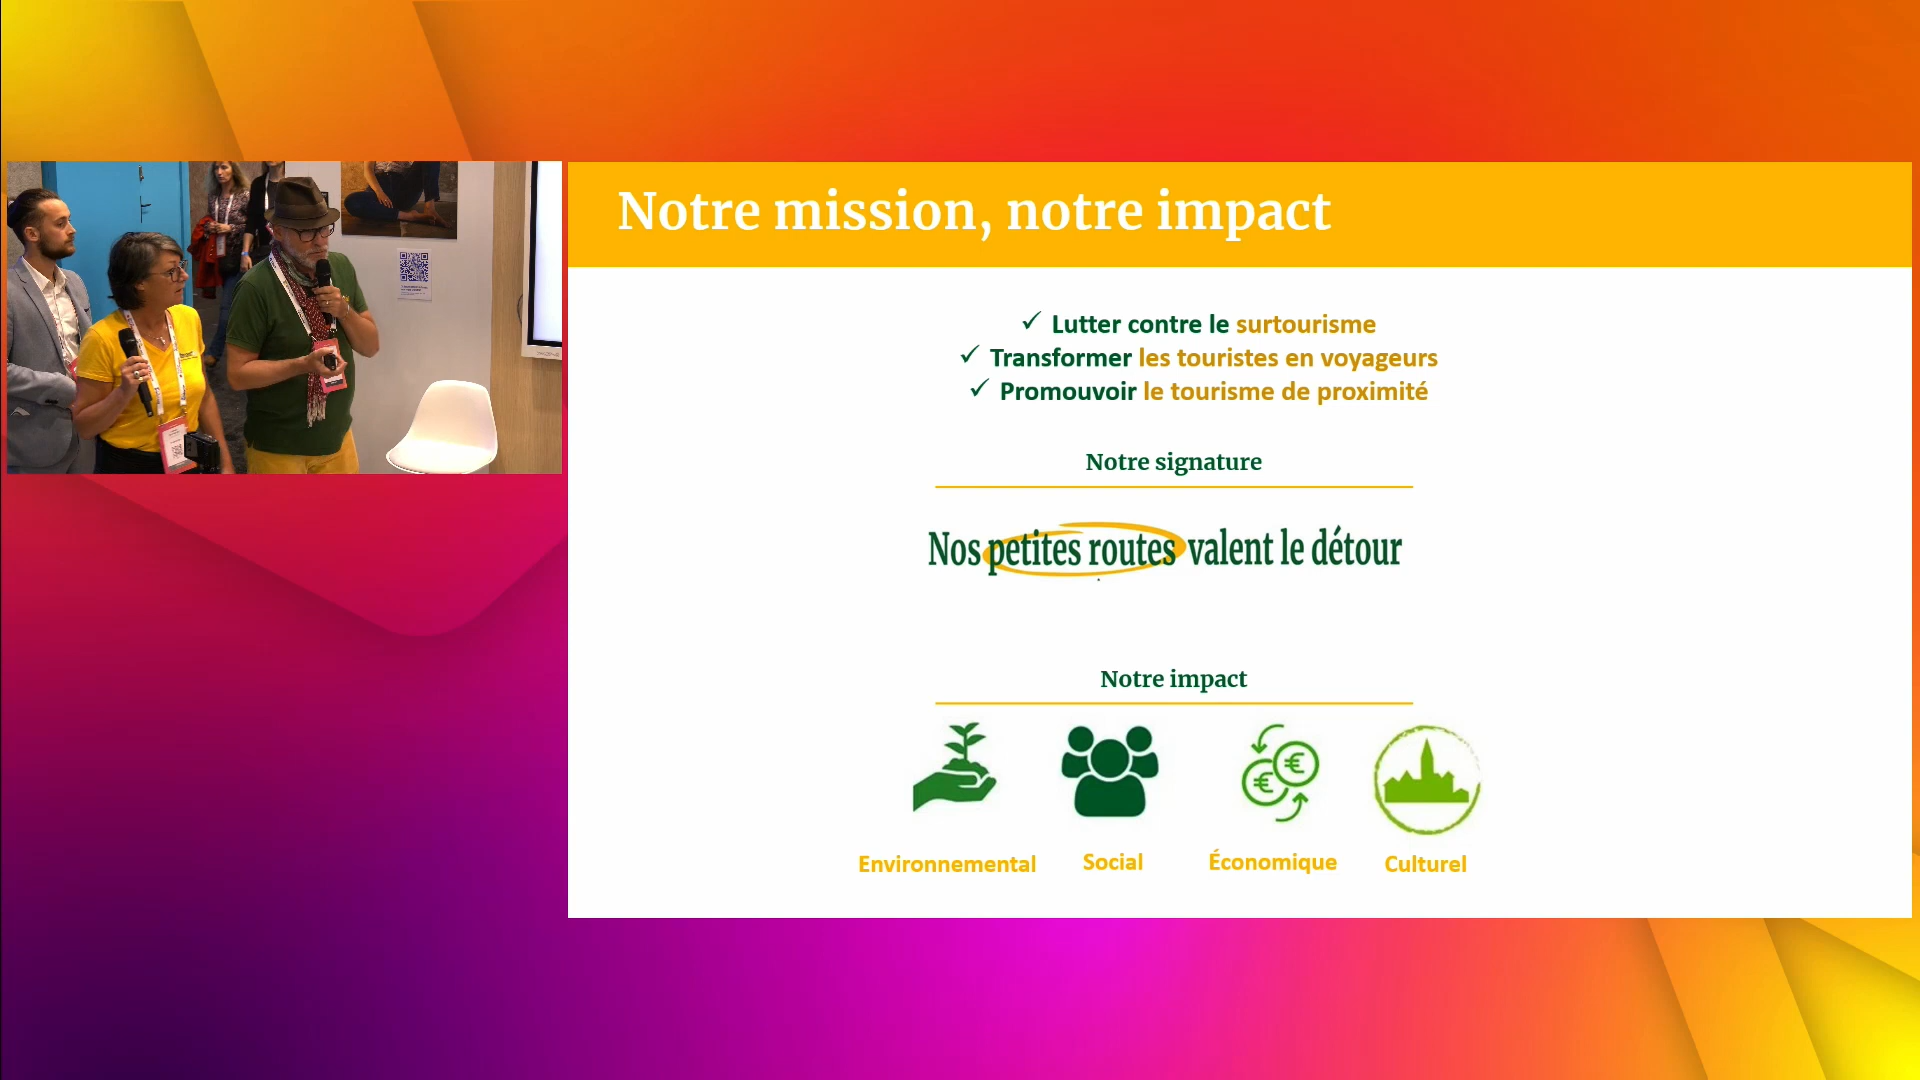 Notre mission, notre impact
✓ Lutter contre le surtourisme
✓ Transformer les touristes en voyageurs
✓ Promouvoir le tourisme de proximité
Notre signature
Nos petites routes valent le détour
Notre impact
Environnemental
Social
Économique
Culturel